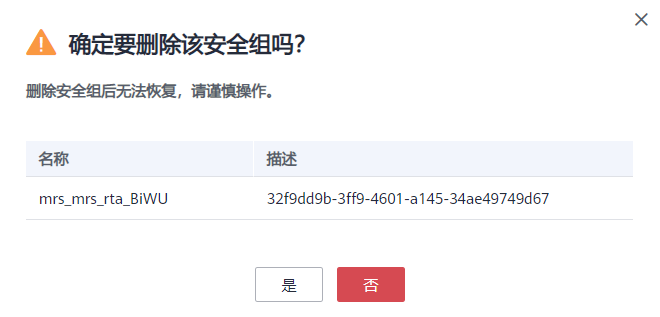 确定要删除该安全组吗？
删除安全组后无法恢复，请谨慎操作。
名称 描述
mrs_mrs_rta_BiWU 32f9dd9b-3ff9-4601-a145-34ae49749d67
是 否